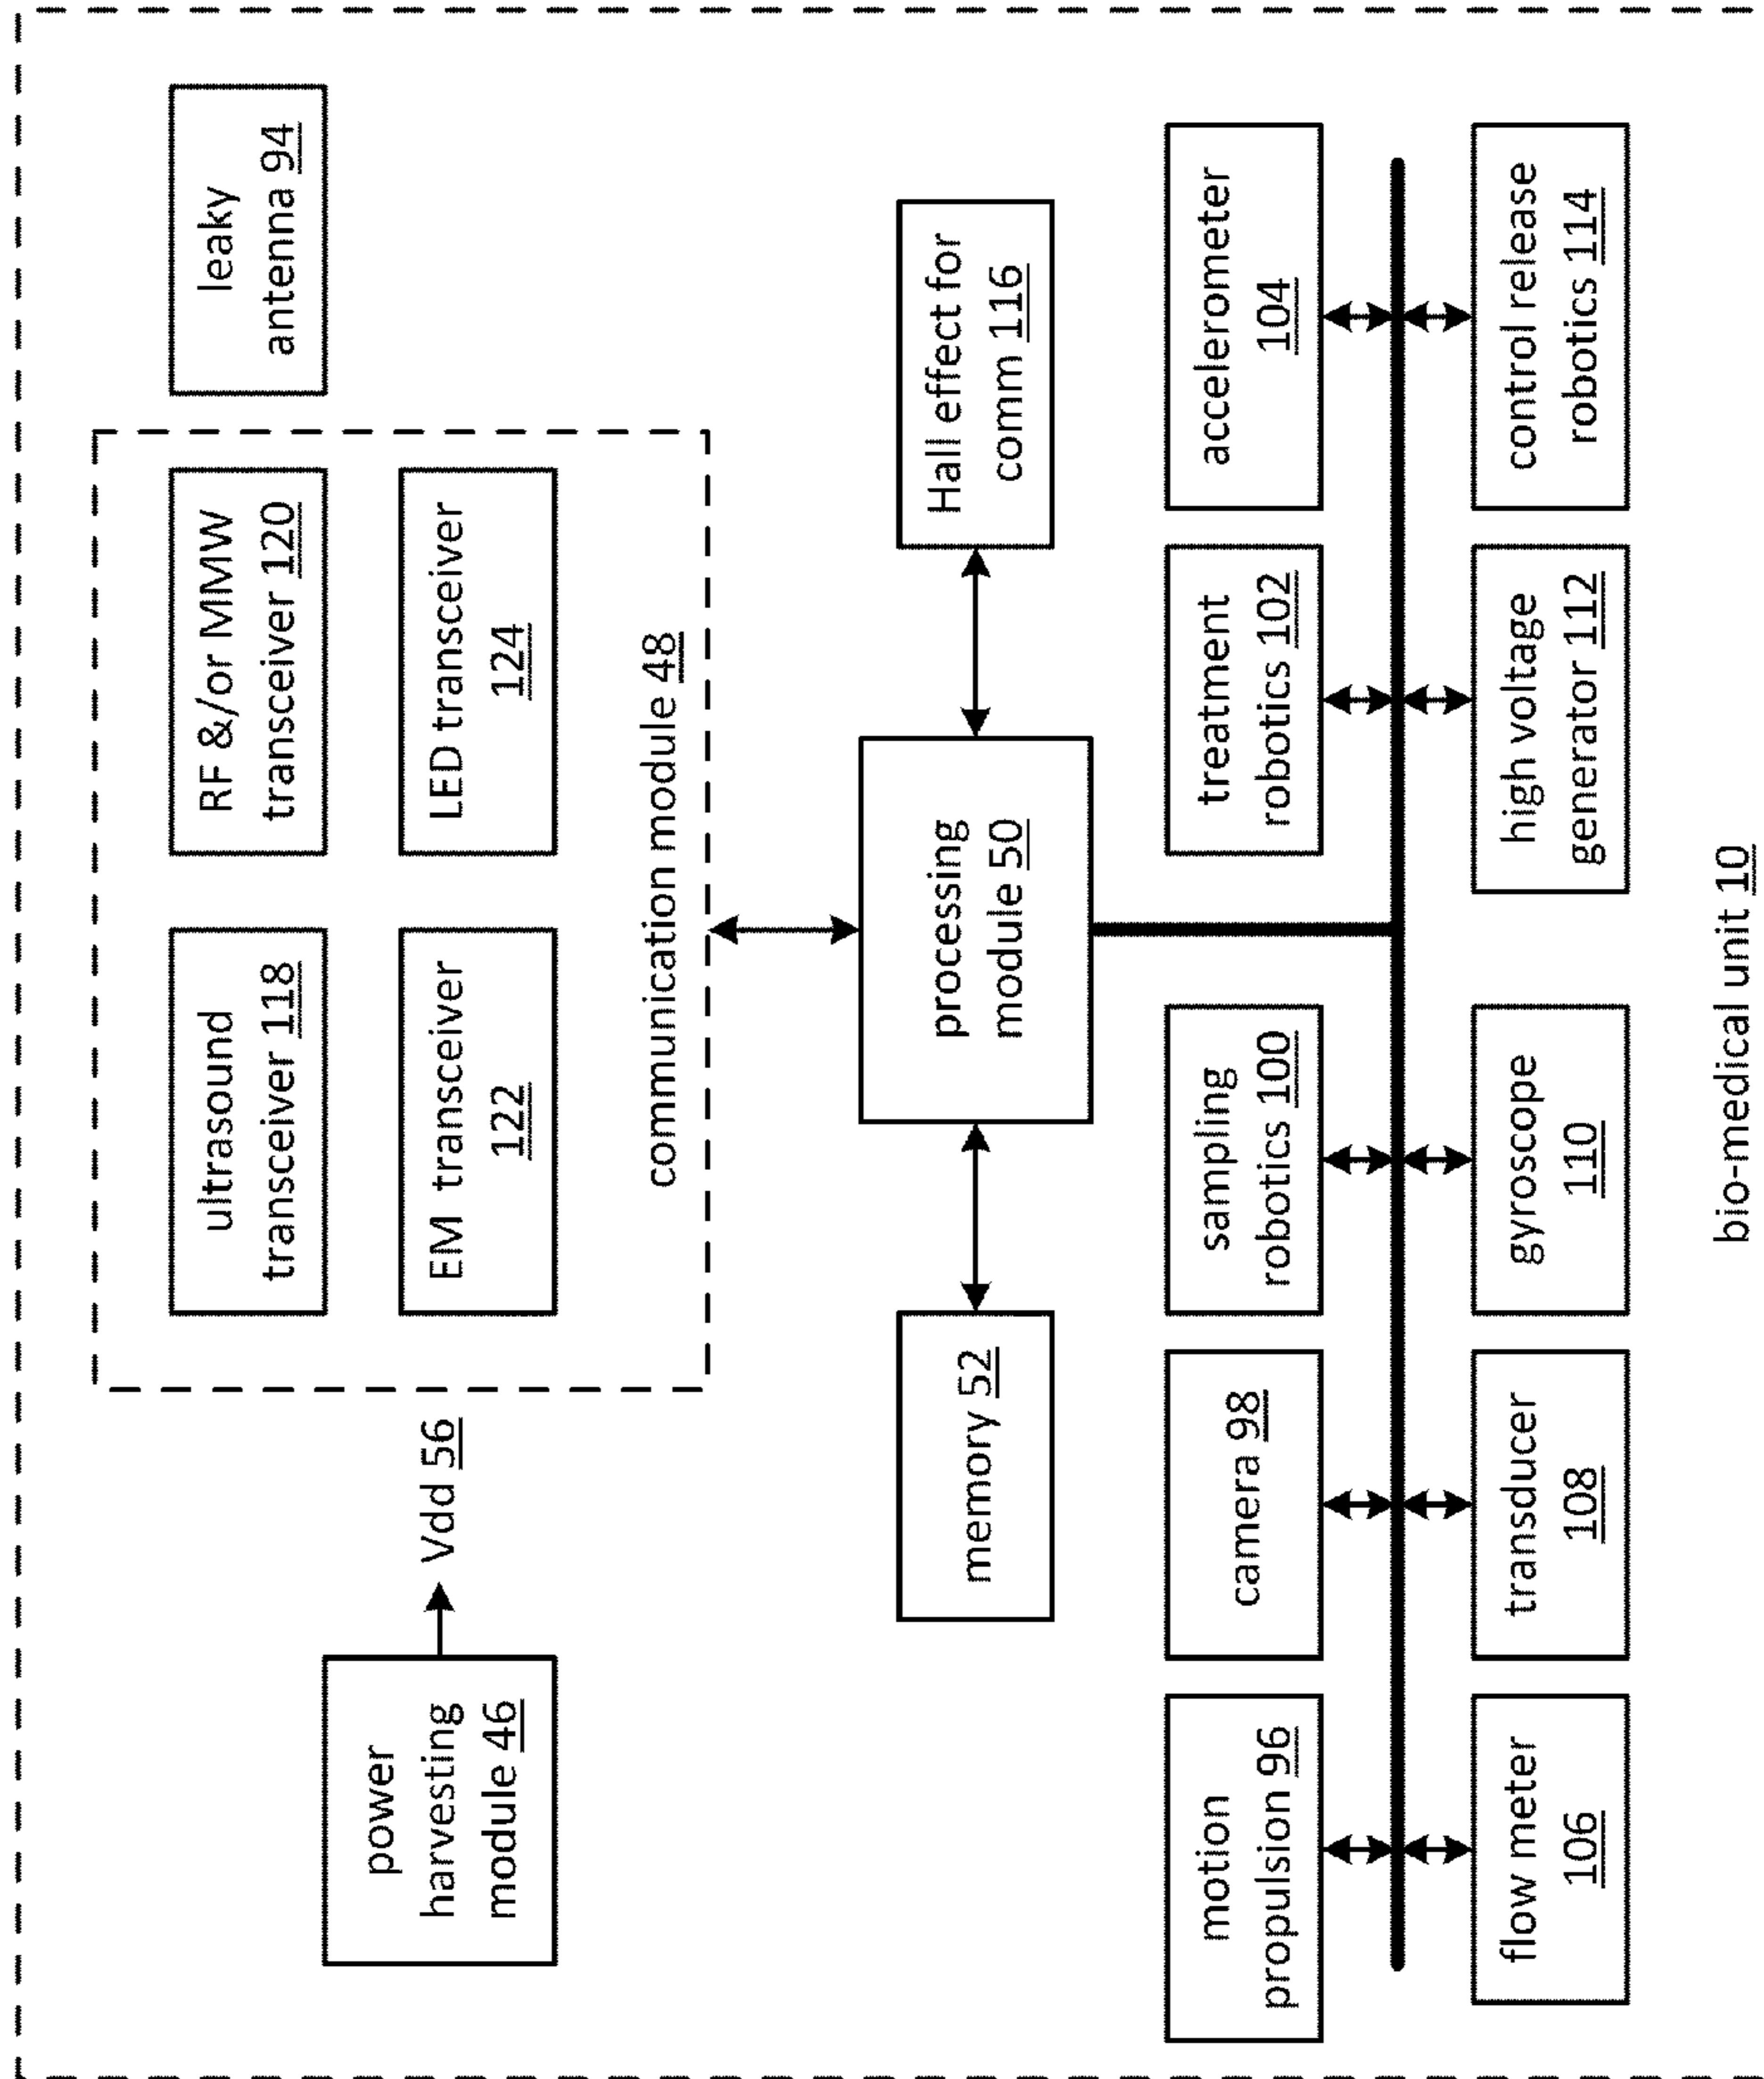 power
harvesting
module 46
Vdd 56
ultrasound
transceiver 118
RF &/or MMW
transceiver 120
EM transceiver
122
LED transceiver
124
communication module 48
leaky
antenna 94
memory 52
processing
module 50
Hall effect for
comm 116
motion
propulsion 96
camera 98
sampling
robotics 100
treatment
robotics 102
accelerometer
104
flow meter
106
transducer
108
gyroscope
110
high voltage
generator 112
control release
robotics 114
bio-medical unit 10